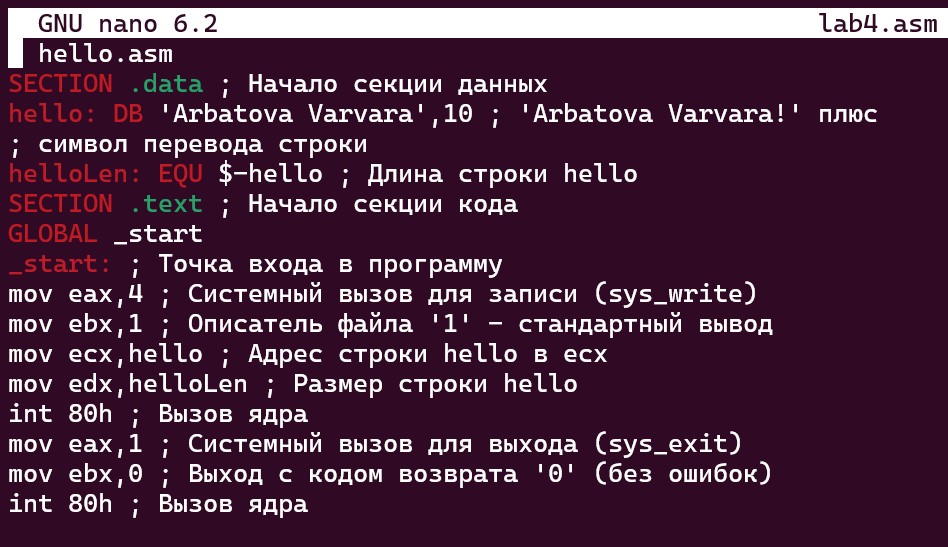 GNU nano 6.2 lab4.asm
hello.asm
SECTION .data ; Начало секции данных
hello: DB 'Arbatova Varvara',10 ; 'Arbatova Varvara!' плюс
; символ перевода строки
helloLen: EQU $-hello ; Длина строки hello
SECTION .text ; Начало секции кода
GLOBAL _start
_start: ; Точка входа в программу
mov eax,4 ; Системный вызов для записи (sys_write)
mov ebx,1 ; Описатель файла '1' - стандартный вывод
mov ecx,hello ; Адрес строки hello в ecx
mov edx,helloLen ; Размер строки hello
int 80h ; Вызов ядра
mov eax,1 ; Системный вызов для выхода (sys_exit)
mov ebx,0 ; Выход с кодом возврата '0' (без ошибок)
int 80h ; Вызов ядра